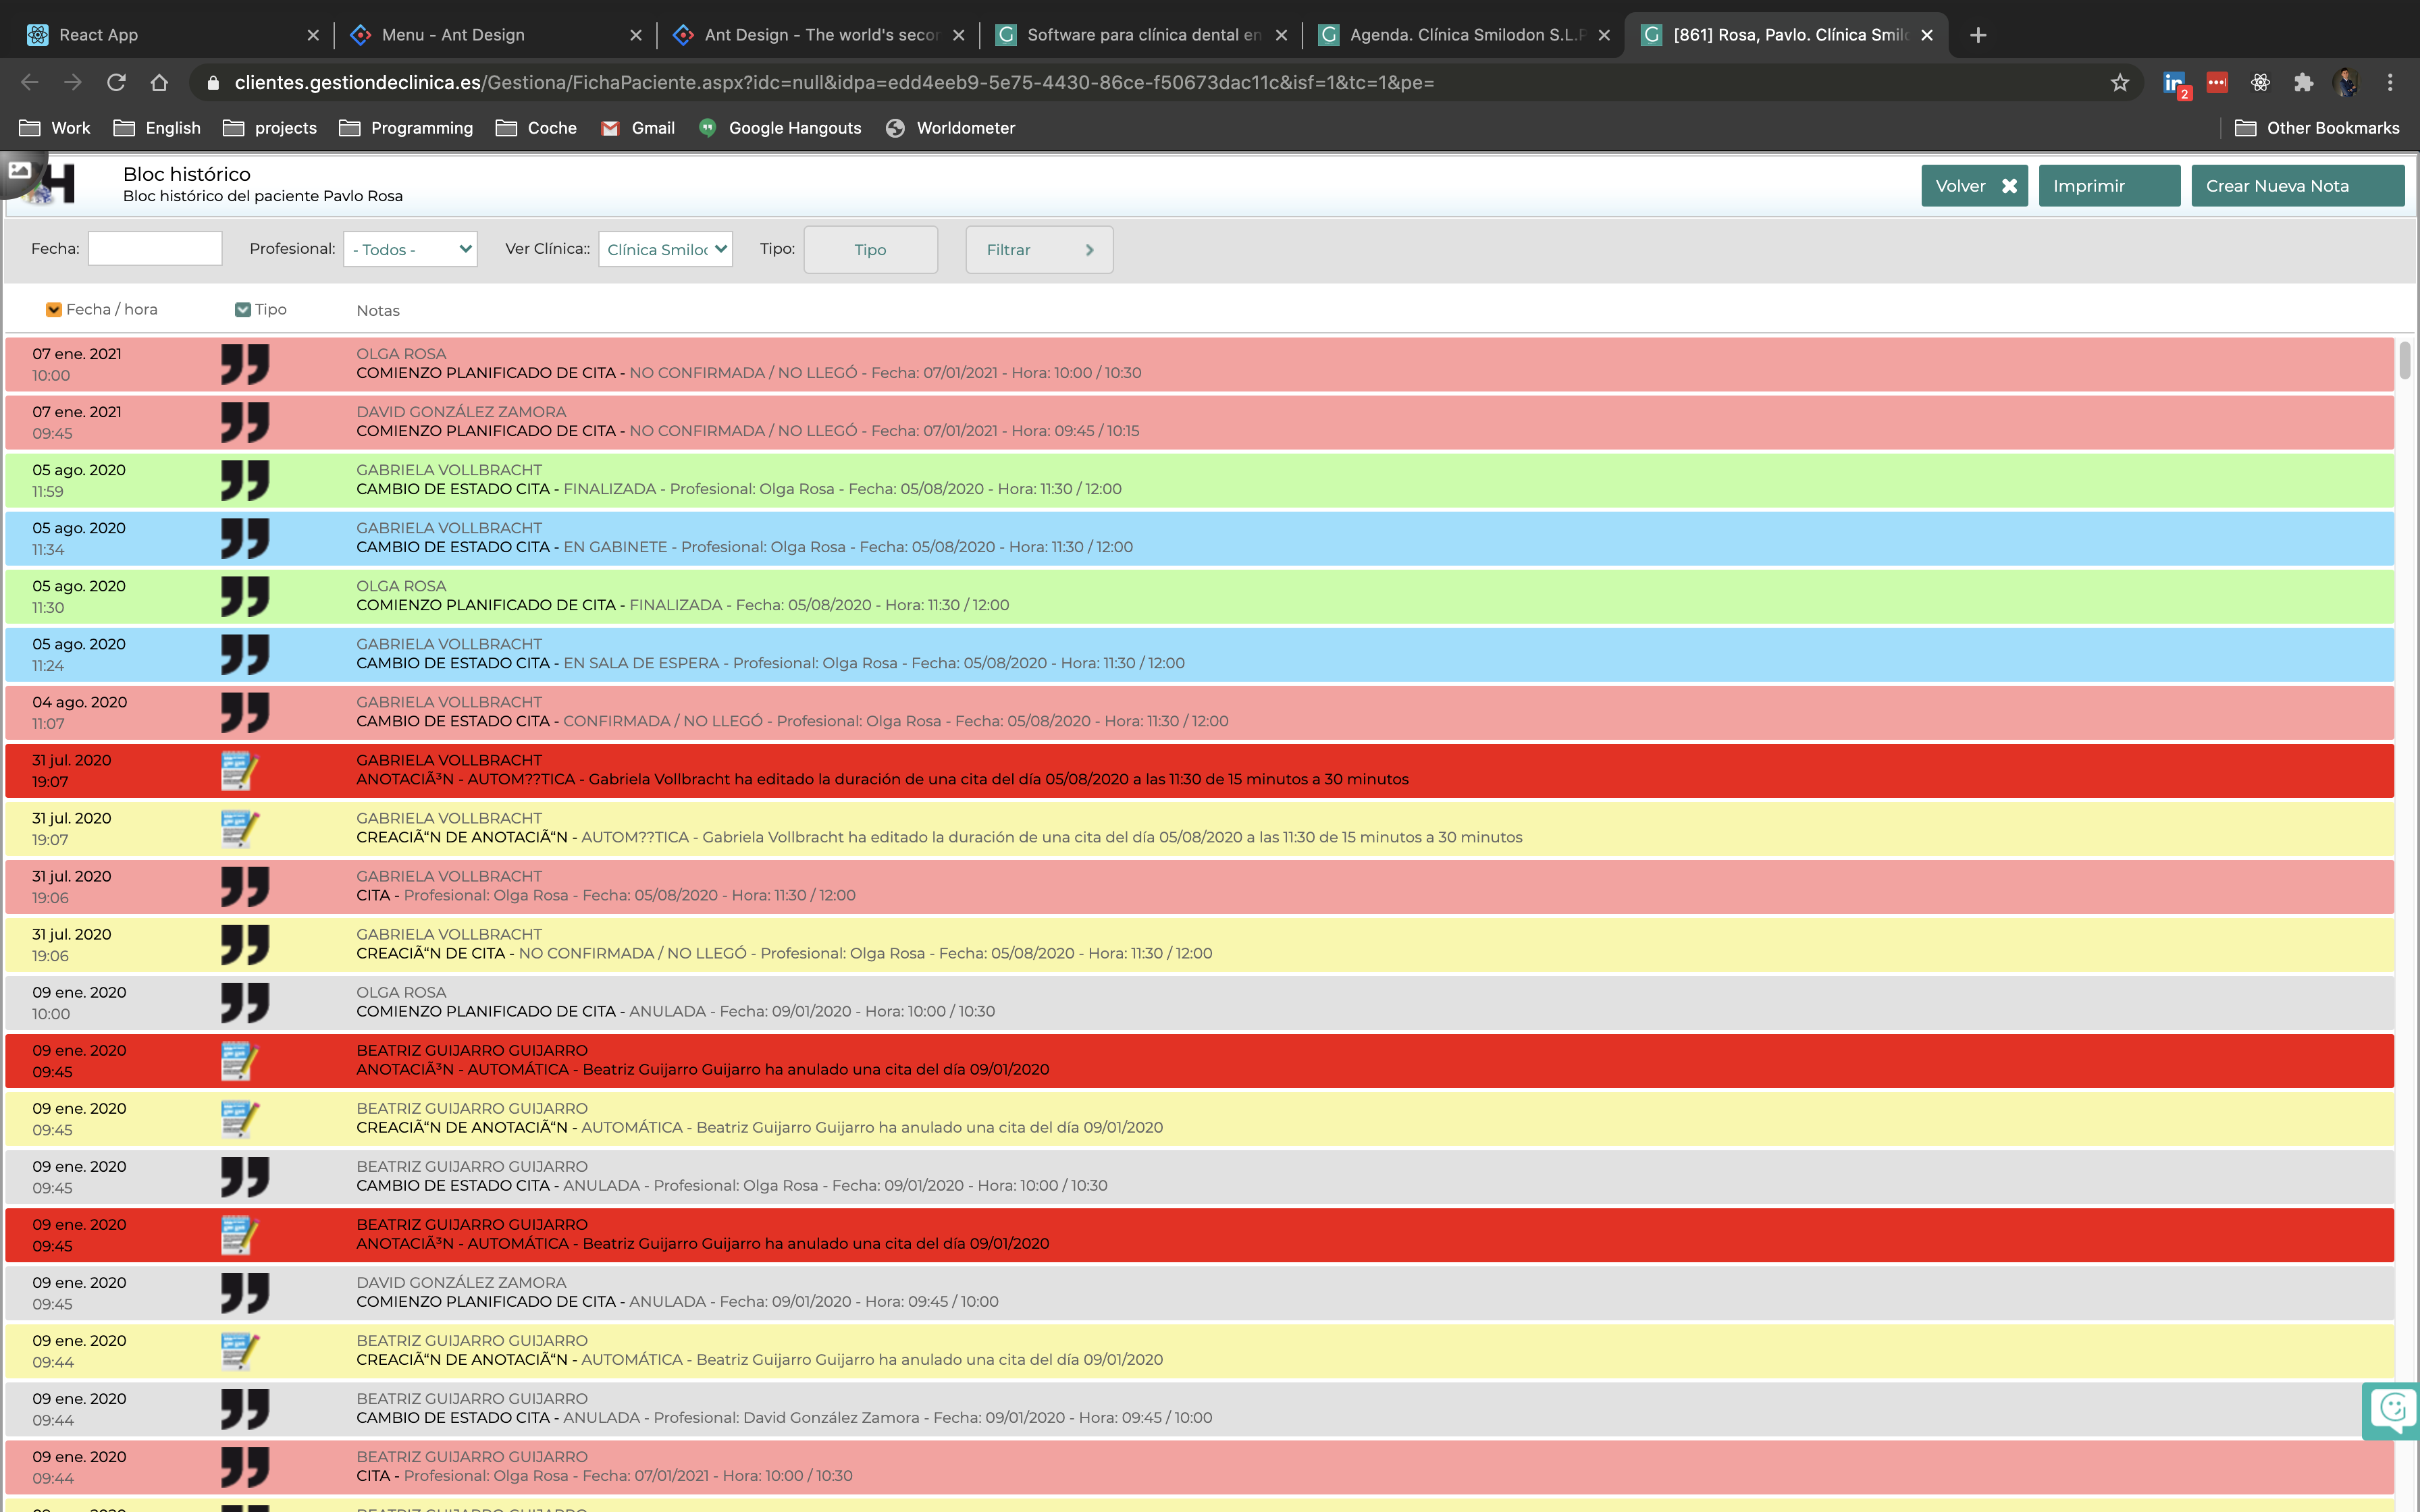 React App
Menu - Ant Design
Ant Design - The world's secon
Software para clínica dental en
Agenda. Clínica Smilodon S.L.P
[861] Rosa, Pavlo. Clínica Smilo
clientes.gestiondeclinica.es/Gestiona/FichaPaciente.aspx?idc=null&idpa=edd4eeb9-5e75-4430-86ce-f50673dac11c&isf=1&tc=1&pe=
2
Work English projects Programming Coche Gmail Google Hangouts Worldometer Other Bookmarks
H
Bloc histórico
Bloc histórico del paciente Pavlo Rosa
Volver Imprimir Crear Nueva Nota
Fecha: Profesional: - Todos - Ver Clínica:: Clínica Smiloc Tipo: Tipo Filtrar
Fecha / hora Tipo Notas
07 ene. 2021 OLGA ROSA
10:00 COMIENZO PLANIFICADO DE CITA - NO CONFIRMADA / NO LLEGÓ - Fecha: 07/01/2021 - Hora: 10:00 / 10:30
07 ene. 2021 DAVID GONZÁLEZ ZAMORA
09:45 COMIENZO PLANIFICADO DE CITA - NO CONFIRMADA / NO LLEGÓ - Fecha: 07/01/2021 - Hora: 09:45 / 10:15
05 ago. 2020 GABRIELA VOLLBRACHT
11:59 CAMBIO DE ESTADO CITA - FINALIZADA - Profesional: Olga Rosa - Fecha: 05/08/2020 - Hora: 11:30 / 12:00
05 ago. 2020 GABRIELA VOLLBRACHT
11:34 CAMBIO DE ESTADO CITA - EN GABINETE - Profesional: Olga Rosa - Fecha: 05/08/2020 - Hora: 11:30 / 12:00
05 ago. 2020 OLGA ROSA
11:30 COMIENZO PLANIFICADO DE CITA - FINALIZADA - Fecha: 05/08/2020 - Hora: 11:30 / 12:00
05 ago. 2020 GABRIELA VOLLBRACHT
11:24 CAMBIO DE ESTADO CITA - EN SALA DE ESPERA - Profesional: Olga Rosa - Fecha: 05/08/2020 - Hora: 11:30 / 12:00
04 ago. 2020 GABRIELA VOLLBRACHT
11:07 CAMBIO DE ESTADO CITA - CONFIRMADA / NO LLEGÓ - Profesional: Olga Rosa - Fecha: 05/08/2020 - Hora: 11:30 / 12:00
31 jul. 2020 GABRIELA VOLLBRACHT
19:07 ANOTACIÃ³N - AUTOM??TICA - Gabriela Vollbracht ha editado la duración de una cita del día 05/08/2020 a las 11:30 de 15 minutos a 30 minutos
31 jul. 2020 GABRIELA VOLLBRACHT
19:07 CREACIÃ“N DE ANOTACIÃ“N - AUTOM??TICA - Gabriela Vollbracht ha editado la duración de una cita del día 05/08/2020 a las 11:30 de 15 minutos a 30 minutos
31 jul. 2020 GABRIELA VOLLBRACHT
19:06 CITA - Profesional: Olga Rosa - Fecha: 05/08/2020 - Hora: 11:30 / 12:00
31 jul. 2020 GABRIELA VOLLBRACHT
19:06 CREACIÃ“N DE CITA - NO CONFIRMADA / NO LLEGÓ - Profesional: Olga Rosa - Fecha: 05/08/2020 - Hora: 11:30 / 12:00
09 ene. 2020 OLGA ROSA
10:00 COMIENZO PLANIFICADO DE CITA - ANULADA - Fecha: 09/01/2020 - Hora: 10:00 / 10:30
09 ene. 2020 BEATRIZ GUIJARRO GUIJARRO
09:45 ANOTACIÃ³N - AUTOMÁTICA - Beatriz Guijarro Guijarro ha anulado una cita del día 09/01/2020
09 ene. 2020 BEATRIZ GUIJARRO GUIJARRO
09:45 CREACIÃ“N DE ANOTACIÃ“N - AUTOMÁTICA - Beatriz Guijarro Guijarro ha anulado una cita del día 09/01/2020
09 ene. 2020 BEATRIZ GUIJARRO GUIJARRO
09:45 CAMBIO DE ESTADO CITA - ANULADA - Profesional: Olga Rosa - Fecha: 09/01/2020 - Hora: 10:00 / 10:30
09 ene. 2020 BEATRIZ GUIJARRO GUIJARRO
09:45 ANOTACIÃ³N - AUTOMÁTICA - Beatriz Guijarro Guijarro ha anulado una cita del día 09/01/2020
09 ene. 2020 DAVID GONZÁLEZ ZAMORA
09:45 COMIENZO PLANIFICADO DE CITA - ANULADA - Fecha: 09/01/2020 - Hora: 09:45 / 10:00
09 ene. 2020 BEATRIZ GUIJARRO GUIJARRO
09:44 CREACIÃ“N DE ANOTACIÃ“N - AUTOMÁTICA - Beatriz Guijarro Guijarro ha anulado una cita del día 09/01/2020
09 ene. 2020 BEATRIZ GUIJARRO GUIJARRO
09:44 CAMBIO DE ESTADO CITA - ANULADA - Profesional: David González Zamora - Fecha: 09/01/2020 - Hora: 09:45 / 10:00
09 ene. 2020 BEATRIZ GUIJARRO GUIJARRO
09:44 CITA - Profesional: Olga Rosa - Fecha: 07/01/2021 - Hora: 10:00 / 10:30